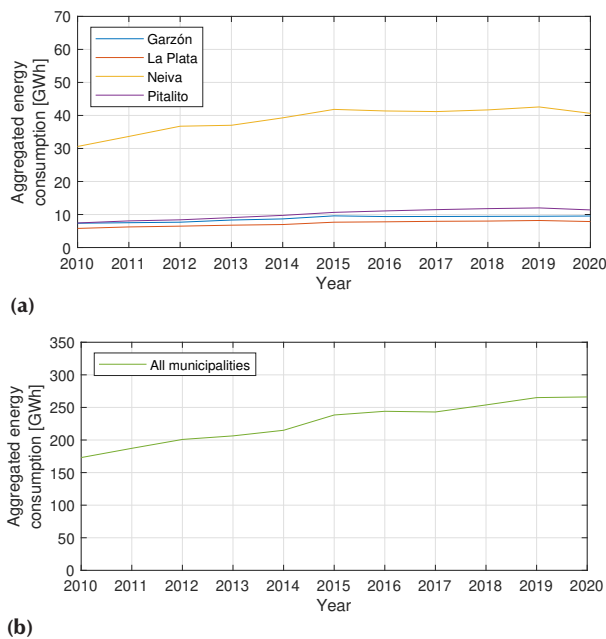 70
60
50
40
30
20
10
0
Aggregated energy
consumption [GWh]
Garzón
La Plata
Neiva
Pitalito
2010 2011 2012 2013 2014 2015 2016 2017 2018 2019 2020
Year
(a)
350
300
250
200
150
100
50
0
Aggregated energy
consumption [GWh]
All municipalities
2010 2011 2012 2013 2014 2015 2016 2017 2018 2019 2020
Year
(b)